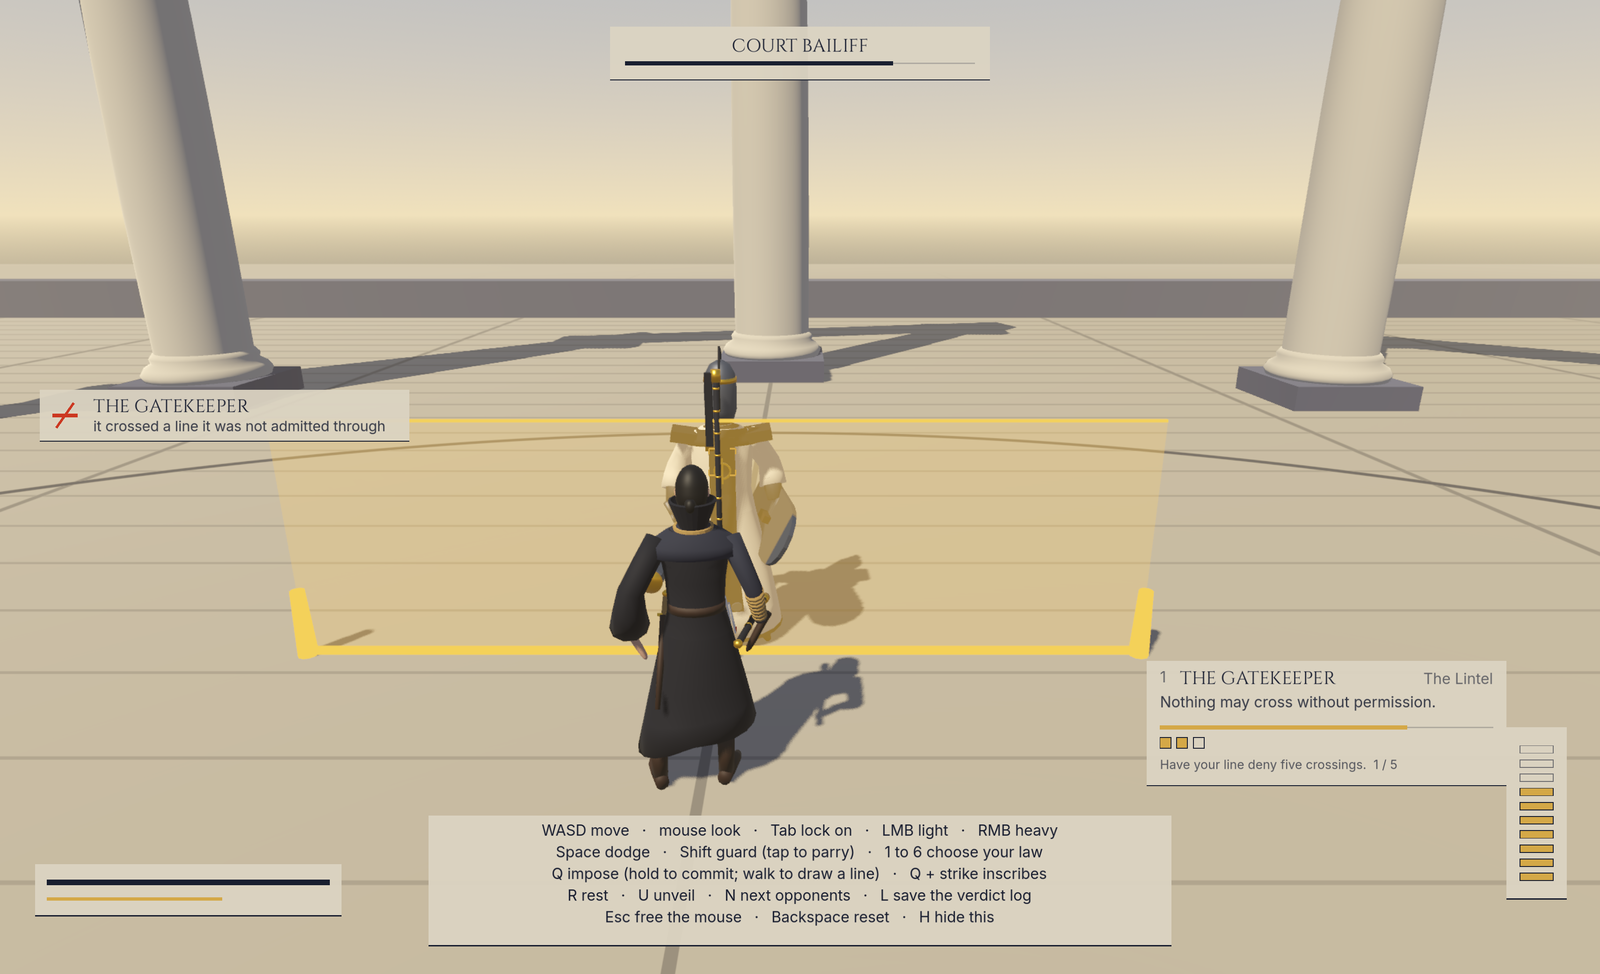 COURT BAILIFF
THE GATEKEEPER
it crossed a line it was not admitted through
1 THE GATEKEEPER The Lintel
Nothing may cross without permission.
Have your line deny five crossings. 1 / 5
WASD move · mouse look · Tab lock on · LMB light · RMB heavy
Space dodge · Shift guard (tap to parry) · 1 to 6 choose your law
Q impose (hold to commit; walk to draw a line) · Q + strike inscribes
R rest · U unveil · N next opponents · L save the verdict log
Esc free the mouse · Backspace reset · H hide this